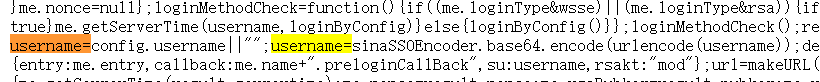 me.nonce=null};loginMethodCheck=function(){if((me.loginType&wsse)||(me.loginType&rsa)){if
true}me.getServerTime(username,loginByConfig)}else{loginByConfig()}};loginMethodCheck();re
username=config.username||"";username=sinaSSOEncoder.base64.encode(urlencode(username));de
{entry:me.entry,callback:me.name+".preloginCallBack",su:username,rsakt:"mod"};url=makeURL(